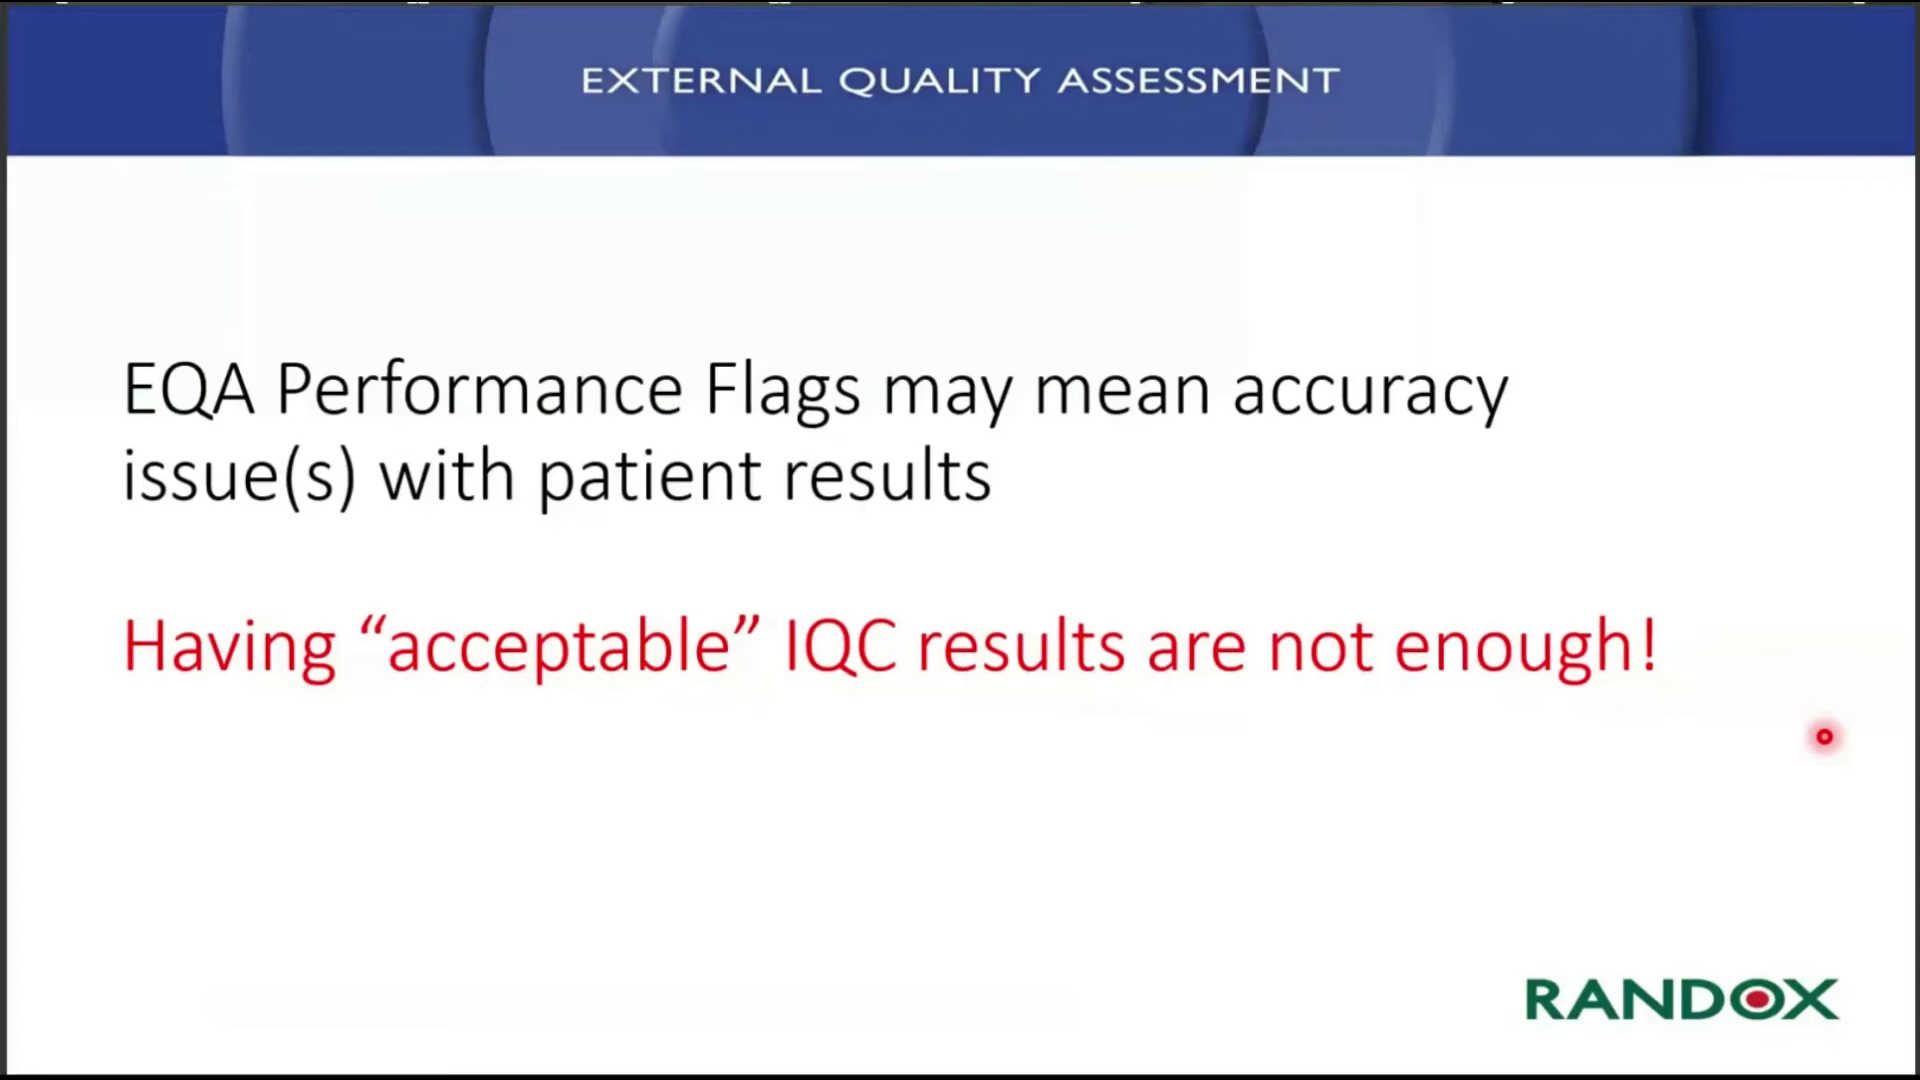 EXTERNAL QUALITY ASSESSMENT
EQA Performance Flags may mean accuracy
issue(s) with patient results
Having “acceptable” IQC results are not enough!
RANDOX